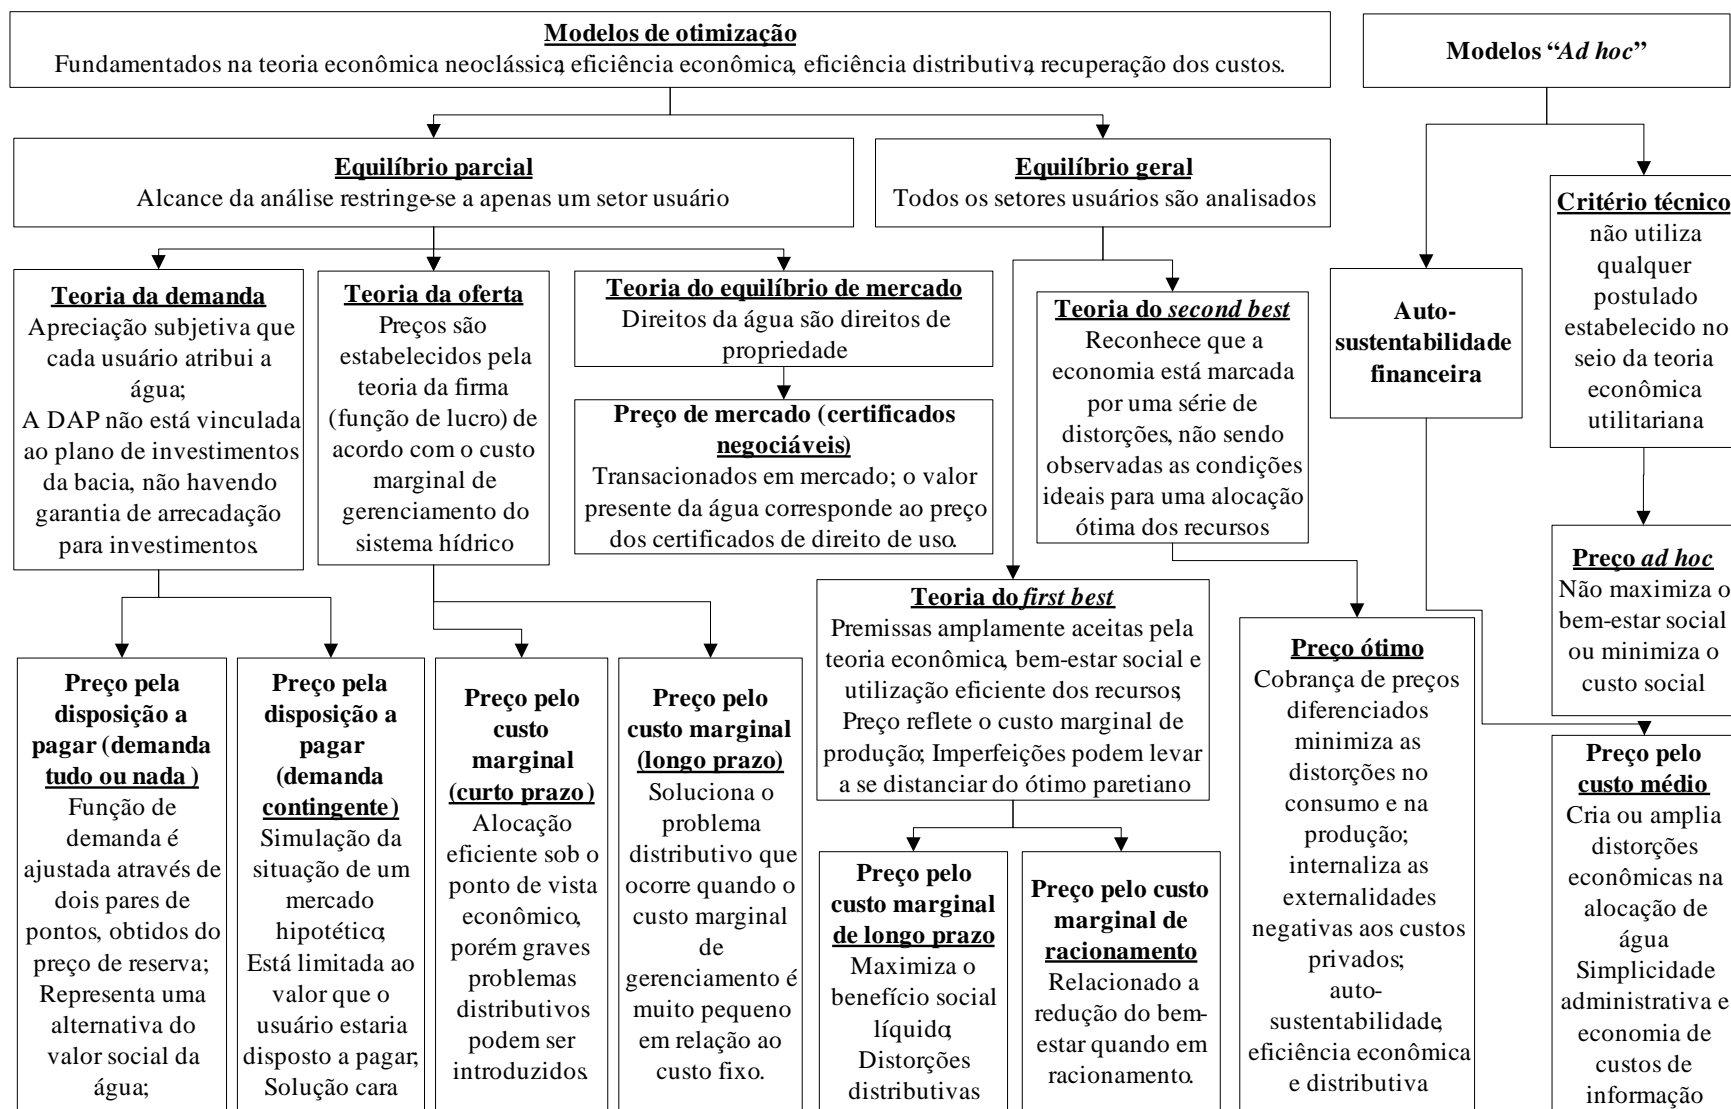 Modelos de otimização
Fundamentados na teoria econômica neoclássica, eficiência econômica, eficiência distributiva, recuperação dos custos.
Modelos “Ad hoc”
Equilíbrio parcial
Alcance da análise restringe-se a apenas um setor usuário
Equilíbrio geral
Todos os setores usuários são analisados
Critério técnico
não utiliza
qualquer
postulado
estabelecido no
seio da teoria
econômica
utilitariana
Teoria da demanda
Apreciação subjetiva que
cada usuário atribui a
água;
A DAP não está vinculada
ao plano de investimentos
da bacia, não havendo
garantia de arrecadação
para investimentos.
Teoria da oferta
Preços são
estabelecidos pela
teoria da firma
(função de lucro) de
acordo com o custo
marginal de
gerenciamento do
sistema hídrico
Teoria do equilíbrio de mercado
Direitos da água são direitos de
propriedade
Preço de mercado (certificados
negociáveis)
Transacionados em mercado; o valor
presente da água corresponde ao preço
dos certificados de direito de uso.
Teoria do second best
Reconhece que a
economia está marcada
por uma série de
distorções, não sendo
observadas as condições
ideais para uma alocação
ótima dos recursos
Auto-
sustentabilidade
financeira
Preço ad hoc
Não maximiza o
bem-estar social
ou minimiza o
custo social
Teoria do first best
Premissas amplamente aceitas pela
teoria econômica, bem-estar social e
utilização eficiente dos recursos;
Preço reflete o custo marginal de
produção; Imperfeições podem levar
a se distanciar do ótimo paretiano
Preço pela
disposição a
pagar (demanda
tudo ou nada)
Função de
demanda é
ajustada através de
dois pares de
pontos, obtidos do
preço de reserva;
Representa uma
alternativa do
valor social da
água;
Preço pela
disposição a
pagar
(demanda
contingente)
Simulação da
situação de um
mercado
hipotético;
Está limitada ao
valor que o
usuário estaria
disposto a pagar;
Solução cara
Preço pelo
custo
marginal
(curto prazo)
Alocação
eficiente sob o
ponto de vista
econômico,
porém graves
problemas
distributivos
podem ser
introduzidos.
Preço pelo
custo marginal
(longo prazo)
Soluciona o
problema
distributivo que
ocorre quando o
custo marginal
de
gerenciamento é
muito pequeno
em relação ao
custo fixo.
Preço pelo
custo marginal
de longo prazo
Maximiza o
benefício social
líquido;
Distorções
distributivas
Preço pelo custo
marginal de
racionamento
Relacionado a
redução do bem-
estar quando em
racionamento.
Preço ótimo
Cobrança de preços
diferenciados
minimiza as
distorções no
consumo e na
produção;
internaliza as
externalidades
negativas aos custos
privados;
auto-
sustentabilidade,
eficiência econômica
e distributiva
Preço pelo
custo médio
Cria ou amplia
distorções
econômicas na
alocação de
água
Simplicidade
administrativa e
economia de
custos de
informação